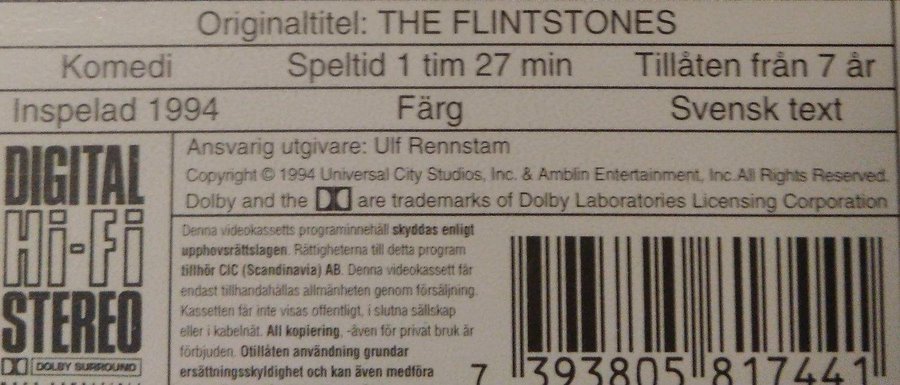 Originaltitel: THE FLINTSTONES
Komedi Speltid 1 tim 27 min Tillåten från 7 år
Inspelad 1994 Färg Svensk text
DIGITAL
Hi-Fi
STEREO
DOLBY SURROUND
Ansvarig utgivare: Ulf Rennstam
Copyright © 1994 Universal City Studios, Inc. & Amblin Entertainment, Inc.All Rights Reserved.
Dolby and the are trademarks of Dolby Laboratories Licensing Corporation
Denna videokassetts programinnehåll skyddas enligt
upphovsrättslagen. Rättigheterna till detta program
tillhör CIC (Scandinavia) AB. Denna videokassett får
endast tillhandahållas allmänheten genom försäljning.
Kassetten får inte visas offentligt, i slutna sällskap
eller i kabelnät. All kopiering, -även för privat bruk är
förbjuden. Otillåten användning grundar
ersättningsskyldighet och kan även medföra
7 393805 817441